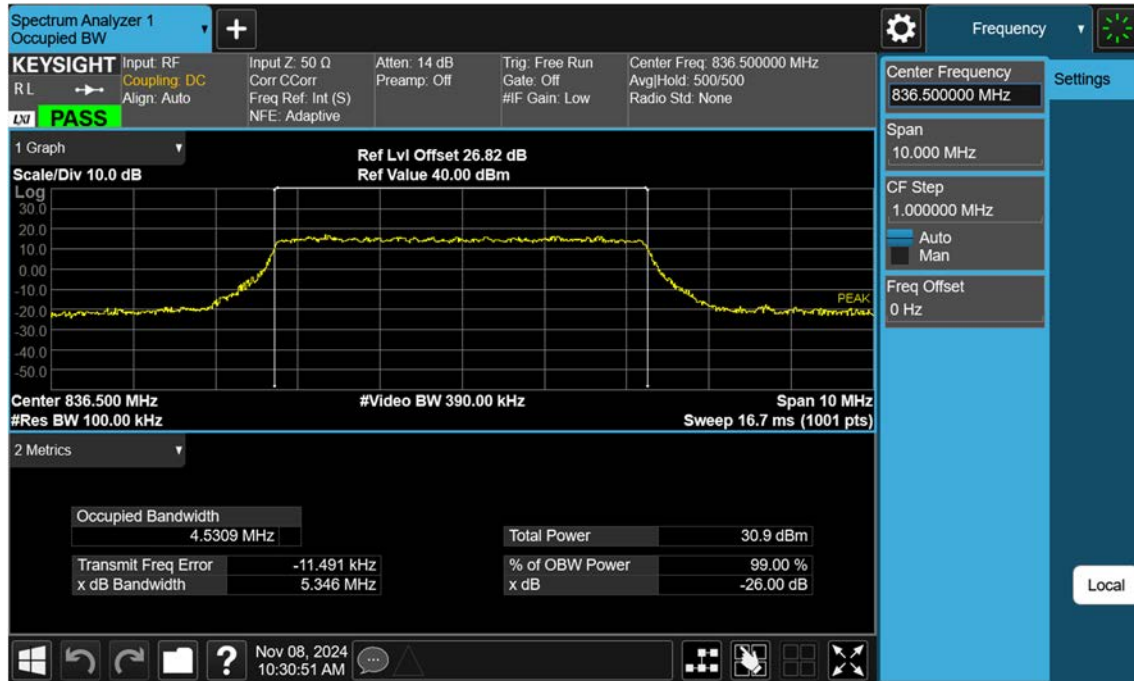 Spectrum Analyzer 1
Occupied BW
+
Frequency
KEYSIGHT
RL
LXI
PASS
Input: RF
Coupling: DC
Align: Auto
Input Z: 50 Ω
Corr CCorr
Freq Ref: Int (S)
NFE: Adaptive
Atten: 14 dB
Preamp: Off
Trig: Free Run
Gate: Off
#IF Gain: Low
Center Freq: 836.500000 MHz
Avg|Hold: 500/500
Radio Std: None
Center Frequency
836.500000 MHz
Settings
Span
10.000 MHz
CF Step
1.000000 MHz
Auto
Man
Freq Offset
0 Hz
Local
1 Graph
Scale/Div 10.0 dB
Ref Lvl Offset 26.82 dB
Ref Value 40.00 dBm
Log
30.0
20.0
10.0
0.00
-10.0
-20.0
-30.0
-40.0
-50.0
PEAK
Center 836.500 MHz
#Video BW 390.00 kHz
Span 10 MHz
#Res BW 100.00 kHz
Sweep 16.7 ms (1001 pts)
2 Metrics
Occupied Bandwidth
4.5309 MHz
Total Power 30.9 dBm
Transmit Freq Error -11.491 kHz
% of OBW Power 99.00 %
x dB Bandwidth 5.346 MHz
x dB -26.00 dB
?
Nov 08, 2024
10:30:51 AM